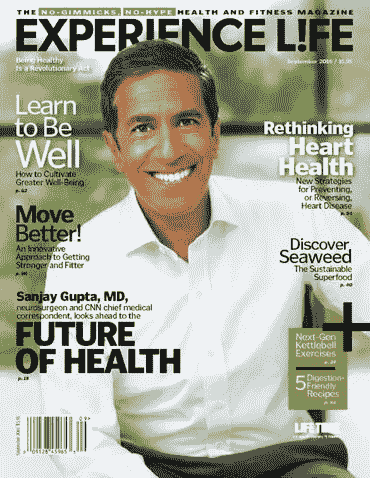 THE NO-GIMMICKS, NO-HYPE HEALTH AND FITNESS MAGAZINE
EXPERIENCE L!FE
Being Healthy
Is a Revolutionary Act
September
Learn
to Be
Well
How to Cultivate
Greater Well-Being
Move
Better!
An Innovative
Approach to Getting
Stronger and Fitter
Rethinking
Heart
Health
New Strategies
for Preventing,
or Reversing,
Heart Disease
Discover
Seaweed
The Sustainable
Superfood
Sanjay Gupta, MD,
neurosurgeon and CNN chief medical
correspondent, looks ahead to the
FUTURE
OF HEALTH
+
Next-Gen
Kettlebell
Exercises
5 Digestion-
Friendly
Recipes
LIFE TIME